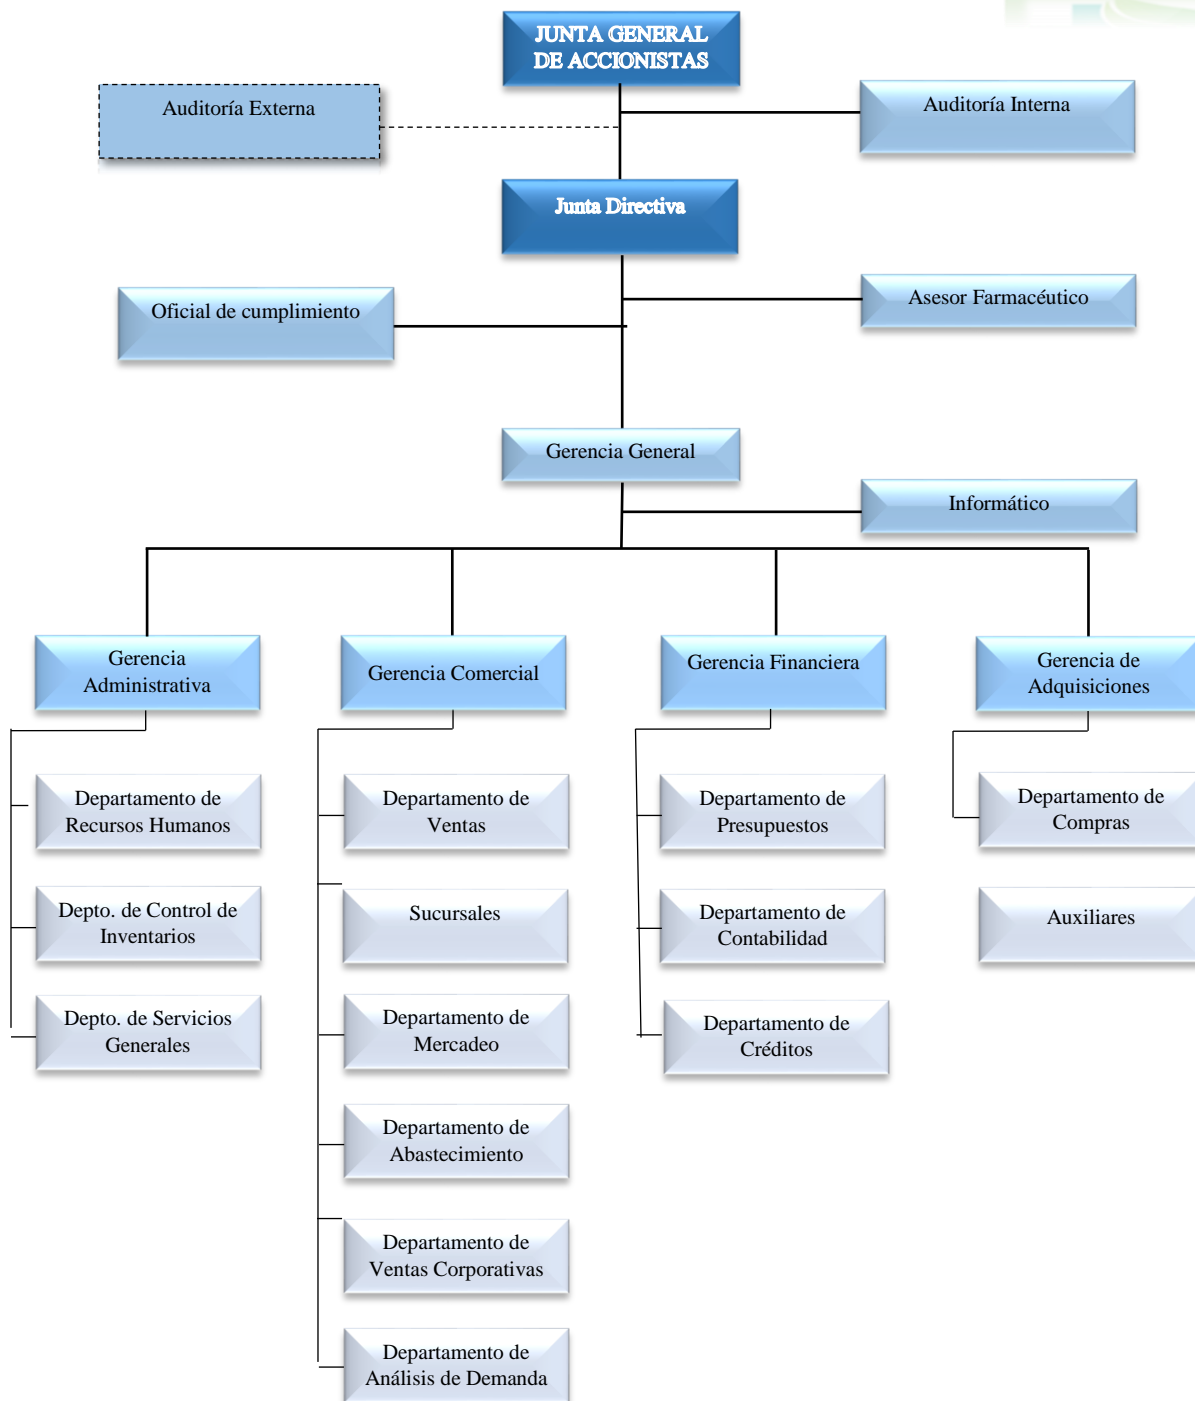 JUNTA GENERAL
DE ACCIONISTAS
Auditoría Externa
Auditoría Interna
Junta Directiva
Oficial de cumplimiento
Asesor Farmacéutico
Gerencia General
Informático
Gerencia
Administrativa
Gerencia Comercial
Gerencia Financiera
Gerencia de
Adquisiciones
Departamento de
Recursos Humanos
Depto. de Control de
Inventarios
Depto. de Servicios
Generales
Departamento de
Ventas
Sucursales
Departamento de
Mercadeo
Departamento de
Abastecimiento
Departamento de
Ventas Corporativas
Departamento de
Análisis de Demanda
Departamento de
Presupuestos
Departamento de
Contabilidad
Departamento de
Créditos
Departamento de
Compras
Auxiliares